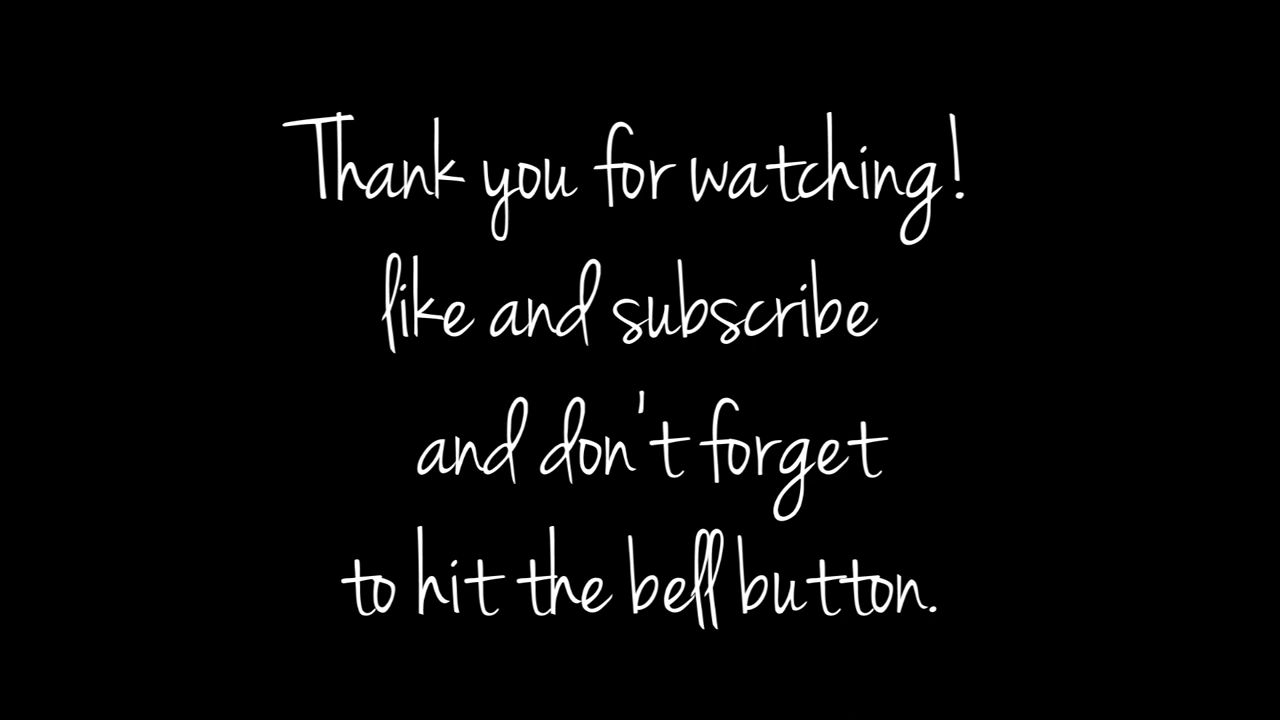 Thank you for watching!
like and subscribe
and don't forget
to hit the bell button.